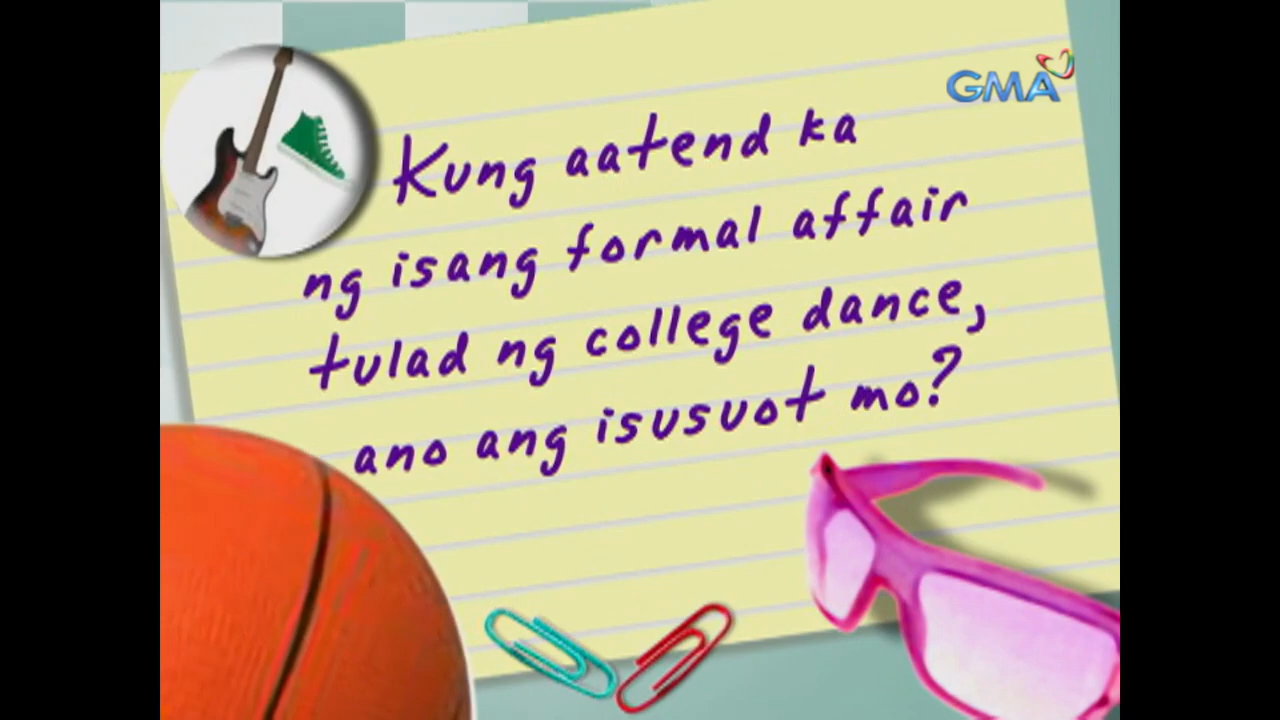 GMA
Kung aatend ka
ng isang formal affair
tulad ng college dance,
ano ang isusuot mo?